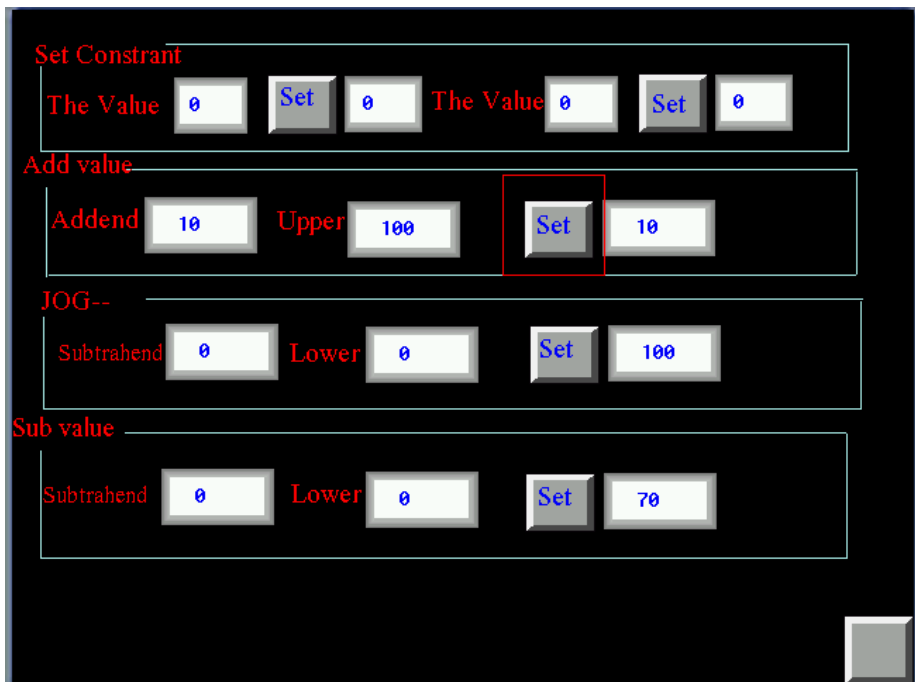 Set Constrant
The Value 0 Set 0 The Value 0 Set 0
Add value
Addend 10 Upper 100 Set 10
JOG--
Subtrahend 0 Lower 0 Set 100
Sub value
Subtrahend 0 Lower 0 Set 70